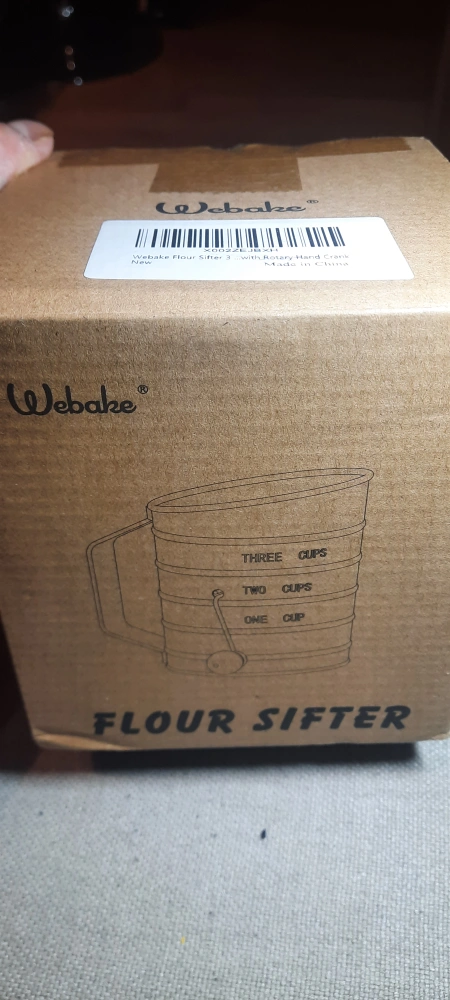 Webake®
X002ZEJBXH
Webake Flour Sifter 3 ... with Rotary Hand Crank
New
Made in China
Webake®
THREE CUPS
TWO CUPS
ONE CUP
FLOUR SIFTER